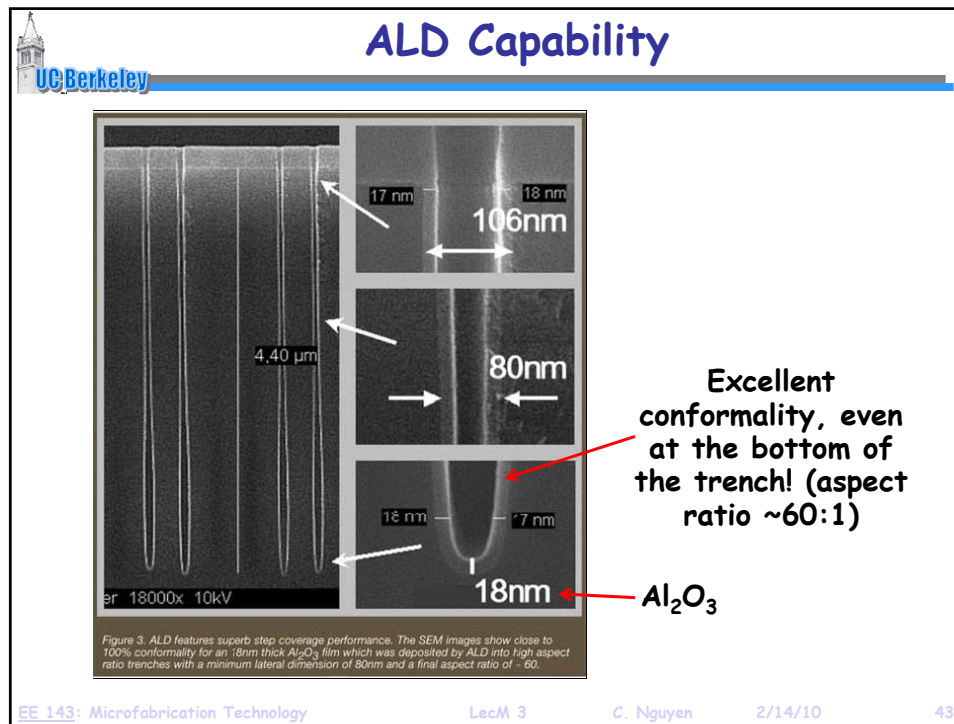 ALD Capability
UC Berkeley
17 nm
18 nm
106nm
4,40 µm
80nm
18 nm
17 nm
18nm
er 18000x 10kV
Excellent
conformality, even
at the bottom of
the trench! (aspect
ratio ~60:1)
Al₂O₃
Figure 3. ALD features superb step coverage performance. The SEM images show close to
100% conformality for an 18nm thick Al₂O₃ film which was deposited by ALD into high aspect
ratio trenches with a minimum lateral dimension of 80nm and a final aspect ratio of ~ 60.
EE 143: Microfabrication Technology LecM 3 C. Nguyen 2/14/10 43